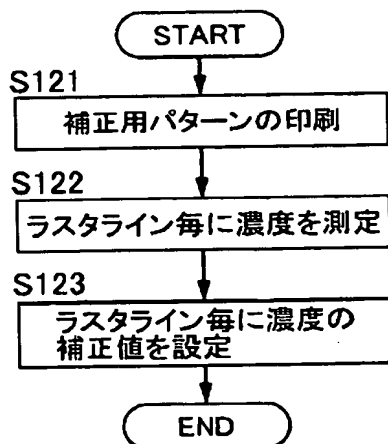 START
S121
補正用パターンの印刷
S122
ラスタライン毎に濃度を測定
S123
ラスタライン毎に濃度の
補正値を設定
END